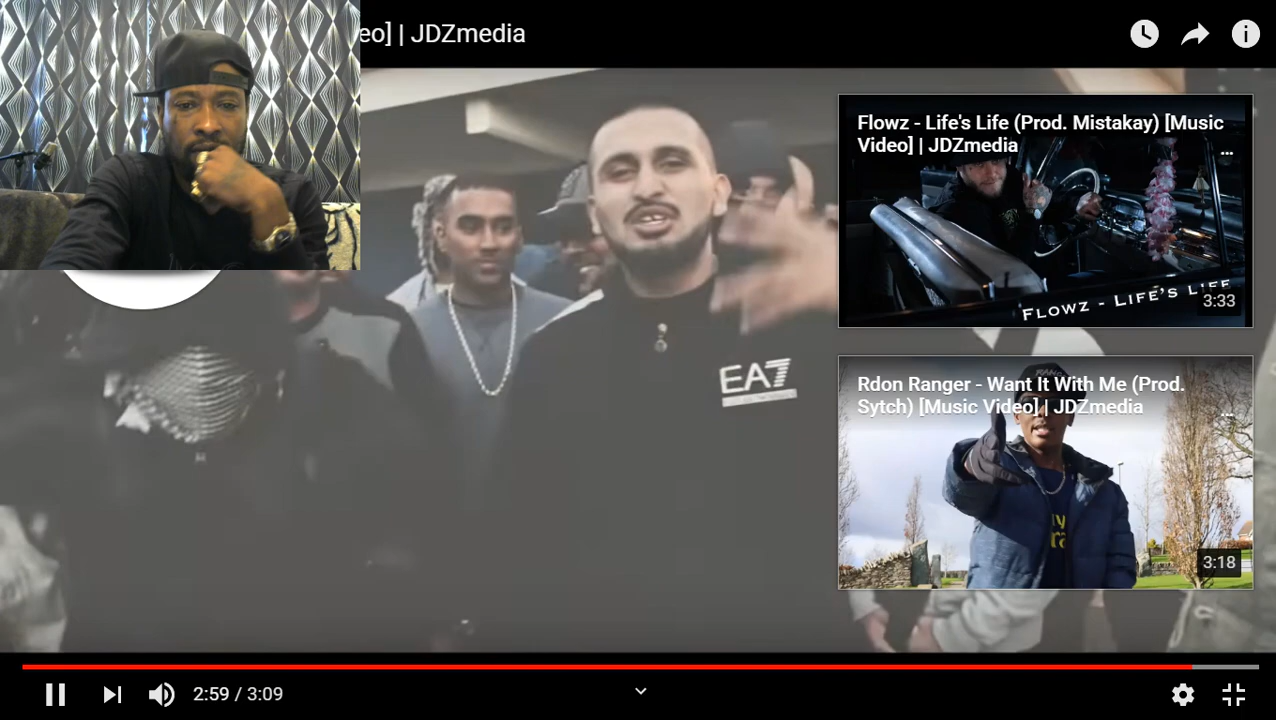 eo] | JDZmedia
Flowz - Life's Life (Prod. Mistakay) [Music
Video] | JDZmedia
FLOWZ - LIFE'S LIFE
3:33
EA7
Rdon Ranger - Want It With Me (Prod.
Sytch) [Music Video] | JDZmedia
3:18
2:59 / 3:09